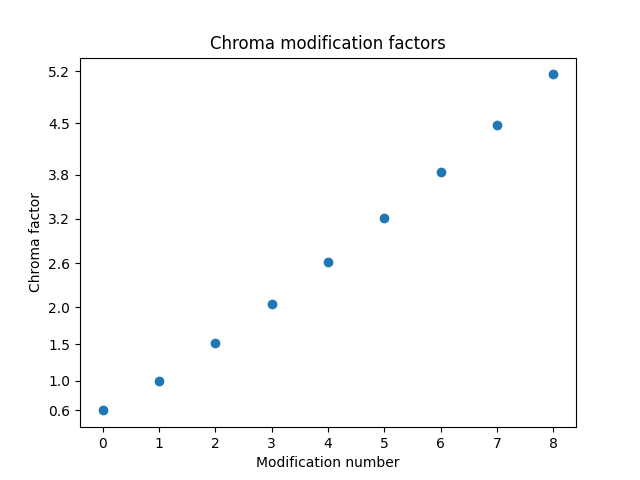 Chroma modification factors
5.2
4.5
3.8
3.2
2.6
2.0
1.5
1.0
0.6
Chroma factor
0 1 2 3 4 5 6 7 8
Modification number